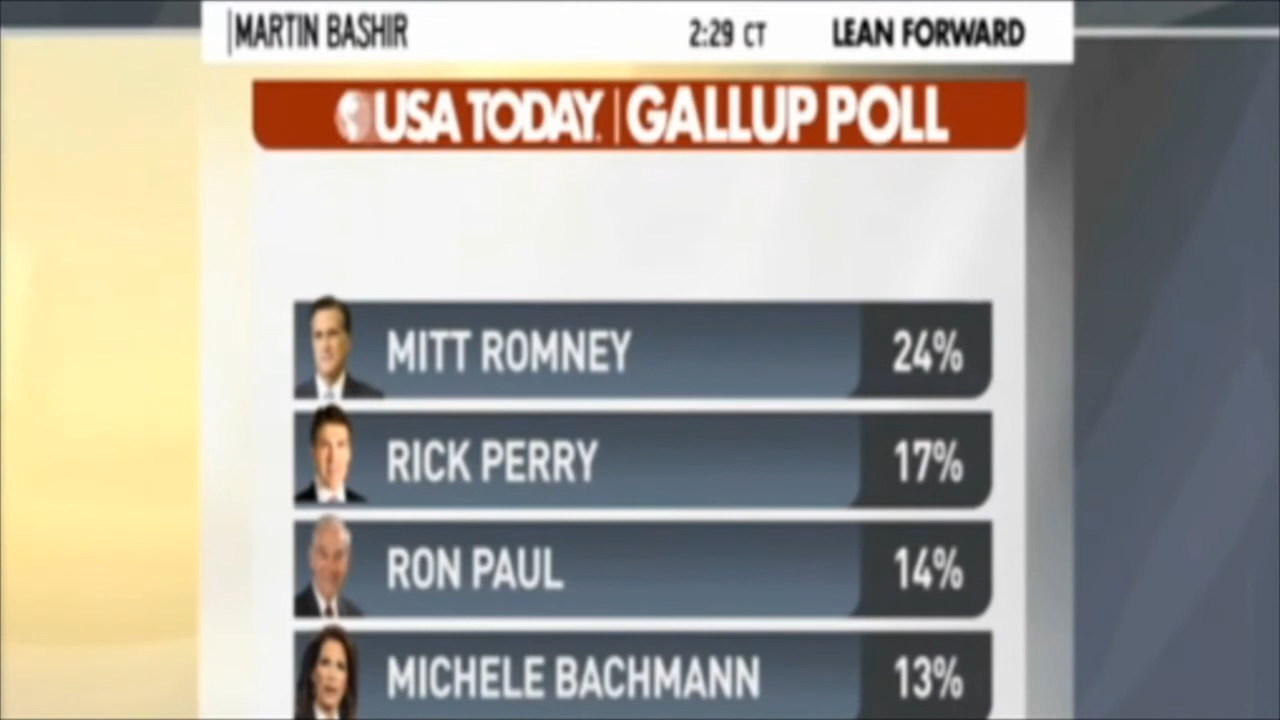 MARTIN BASHIR 2:29 CT LEAN FORWARD
USA TODAY. | GALLUP POLL
MITT ROMNEY 24%
RICK PERRY 17%
RON PAUL 14%
MICHELE BACHMANN 13%